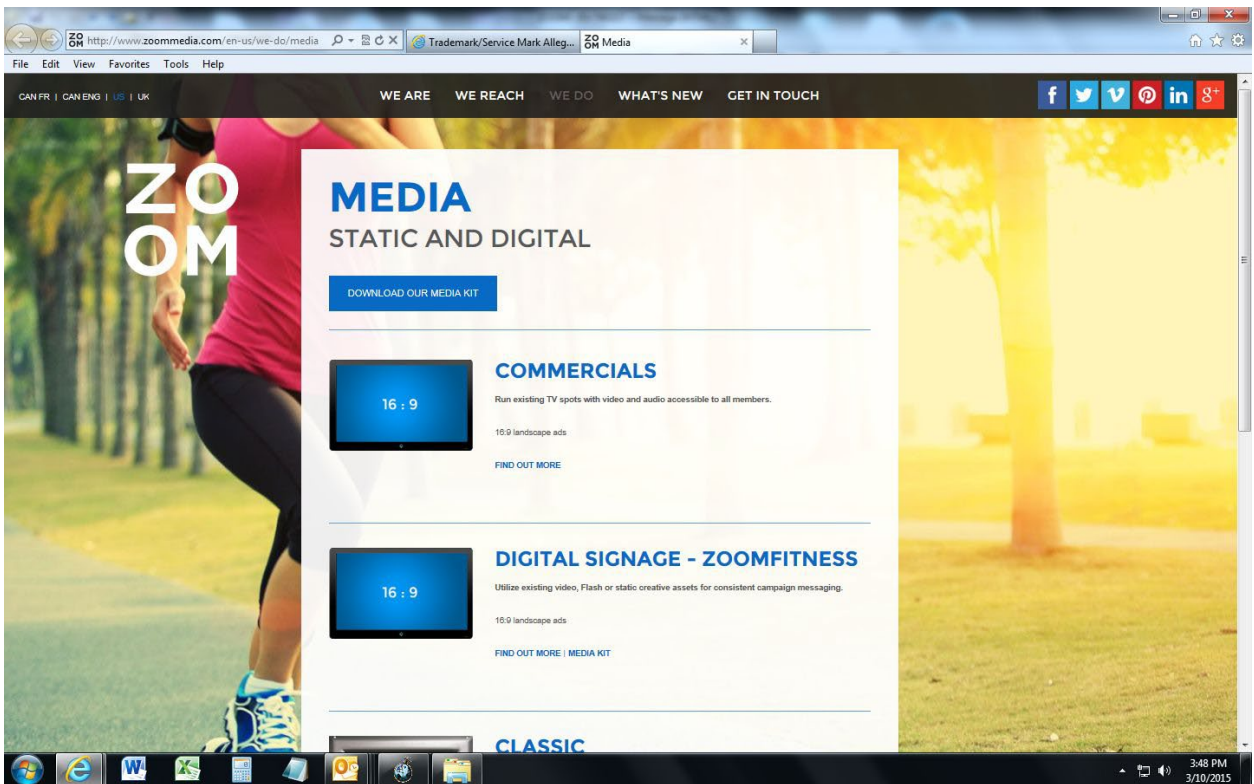 ZO
OM
http://www.zoommedia.com/en-us/we-do/media
Trademark/Service Mark Alleg...
ZO
OM
Media
File Edit View Favorites Tools Help
CAN FR | CAN ENG | US | UK
WE ARE WE REACH WE DO WHAT'S NEW GET IN TOUCH
ZO
OM
MEDIA
STATIC AND DIGITAL
DOWNLOAD OUR MEDIA KIT
16 : 9
COMMERCIALS
Run existing TV spots with video and audio accessible to all members.
16:9 landscape ads
FIND OUT MORE
16 : 9
DIGITAL SIGNAGE - ZOOMFITNESS
Utilize existing video, Flash or static creative assets for consistent campaign messaging.
16:9 landscape ads
FIND OUT MORE | MEDIA KIT
CLASSIC
3:48 PM
3/10/2015